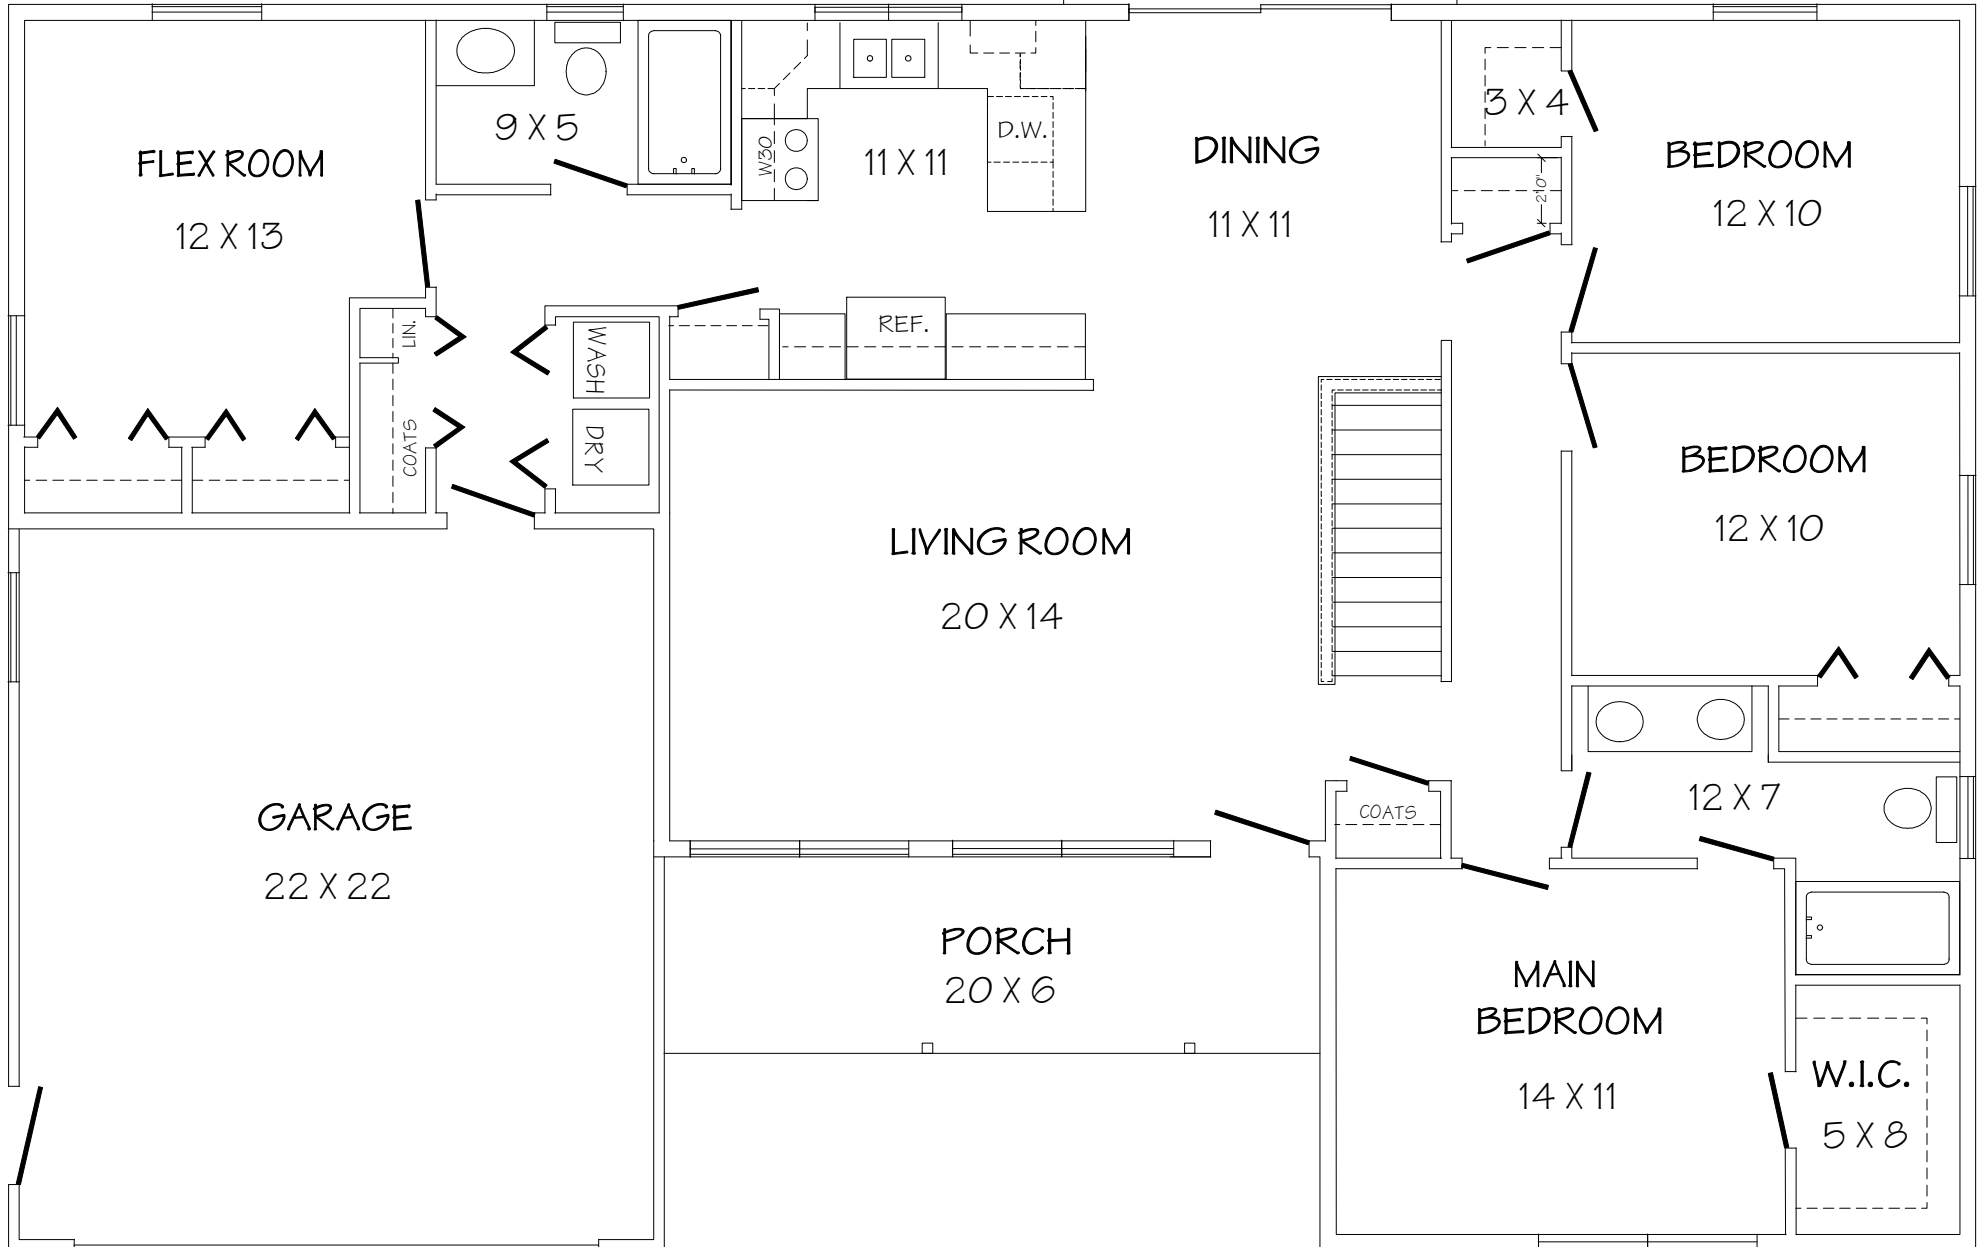 9 X 5
3 X 4
FLEX ROOM
12 X 13
W30
11 X 11
D.W.
DINING
11 X 11
2'0"
BEDROOM
12 X 10
LIN.
COATS
WASH
DRY
REF.
BEDROOM
12 X 10
LIVING ROOM
20 X 14
GARAGE
22 X 22
COATS
12 X 7
PORCH
20 X 6
MAIN
BEDROOM
14 X 11
W.I.C.
5 X 8